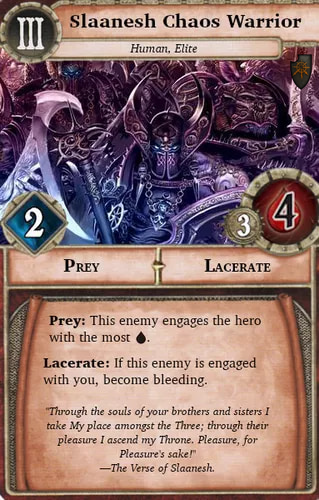 III
Slaanesh Chaos Warrior
Human, Elite
2
3
4
Prey
Lacerate
Prey: This enemy engages the hero
with the most 🌢.
Lacerate: If this enemy is engaged
with you, become bleeding.
"Through the souls of your brothers and sisters I
take My place amongst the Three; through their
pleasure I ascend my Throne. Pleasure, for
Pleasure's sake!"
—The Verse of Slaanesh.